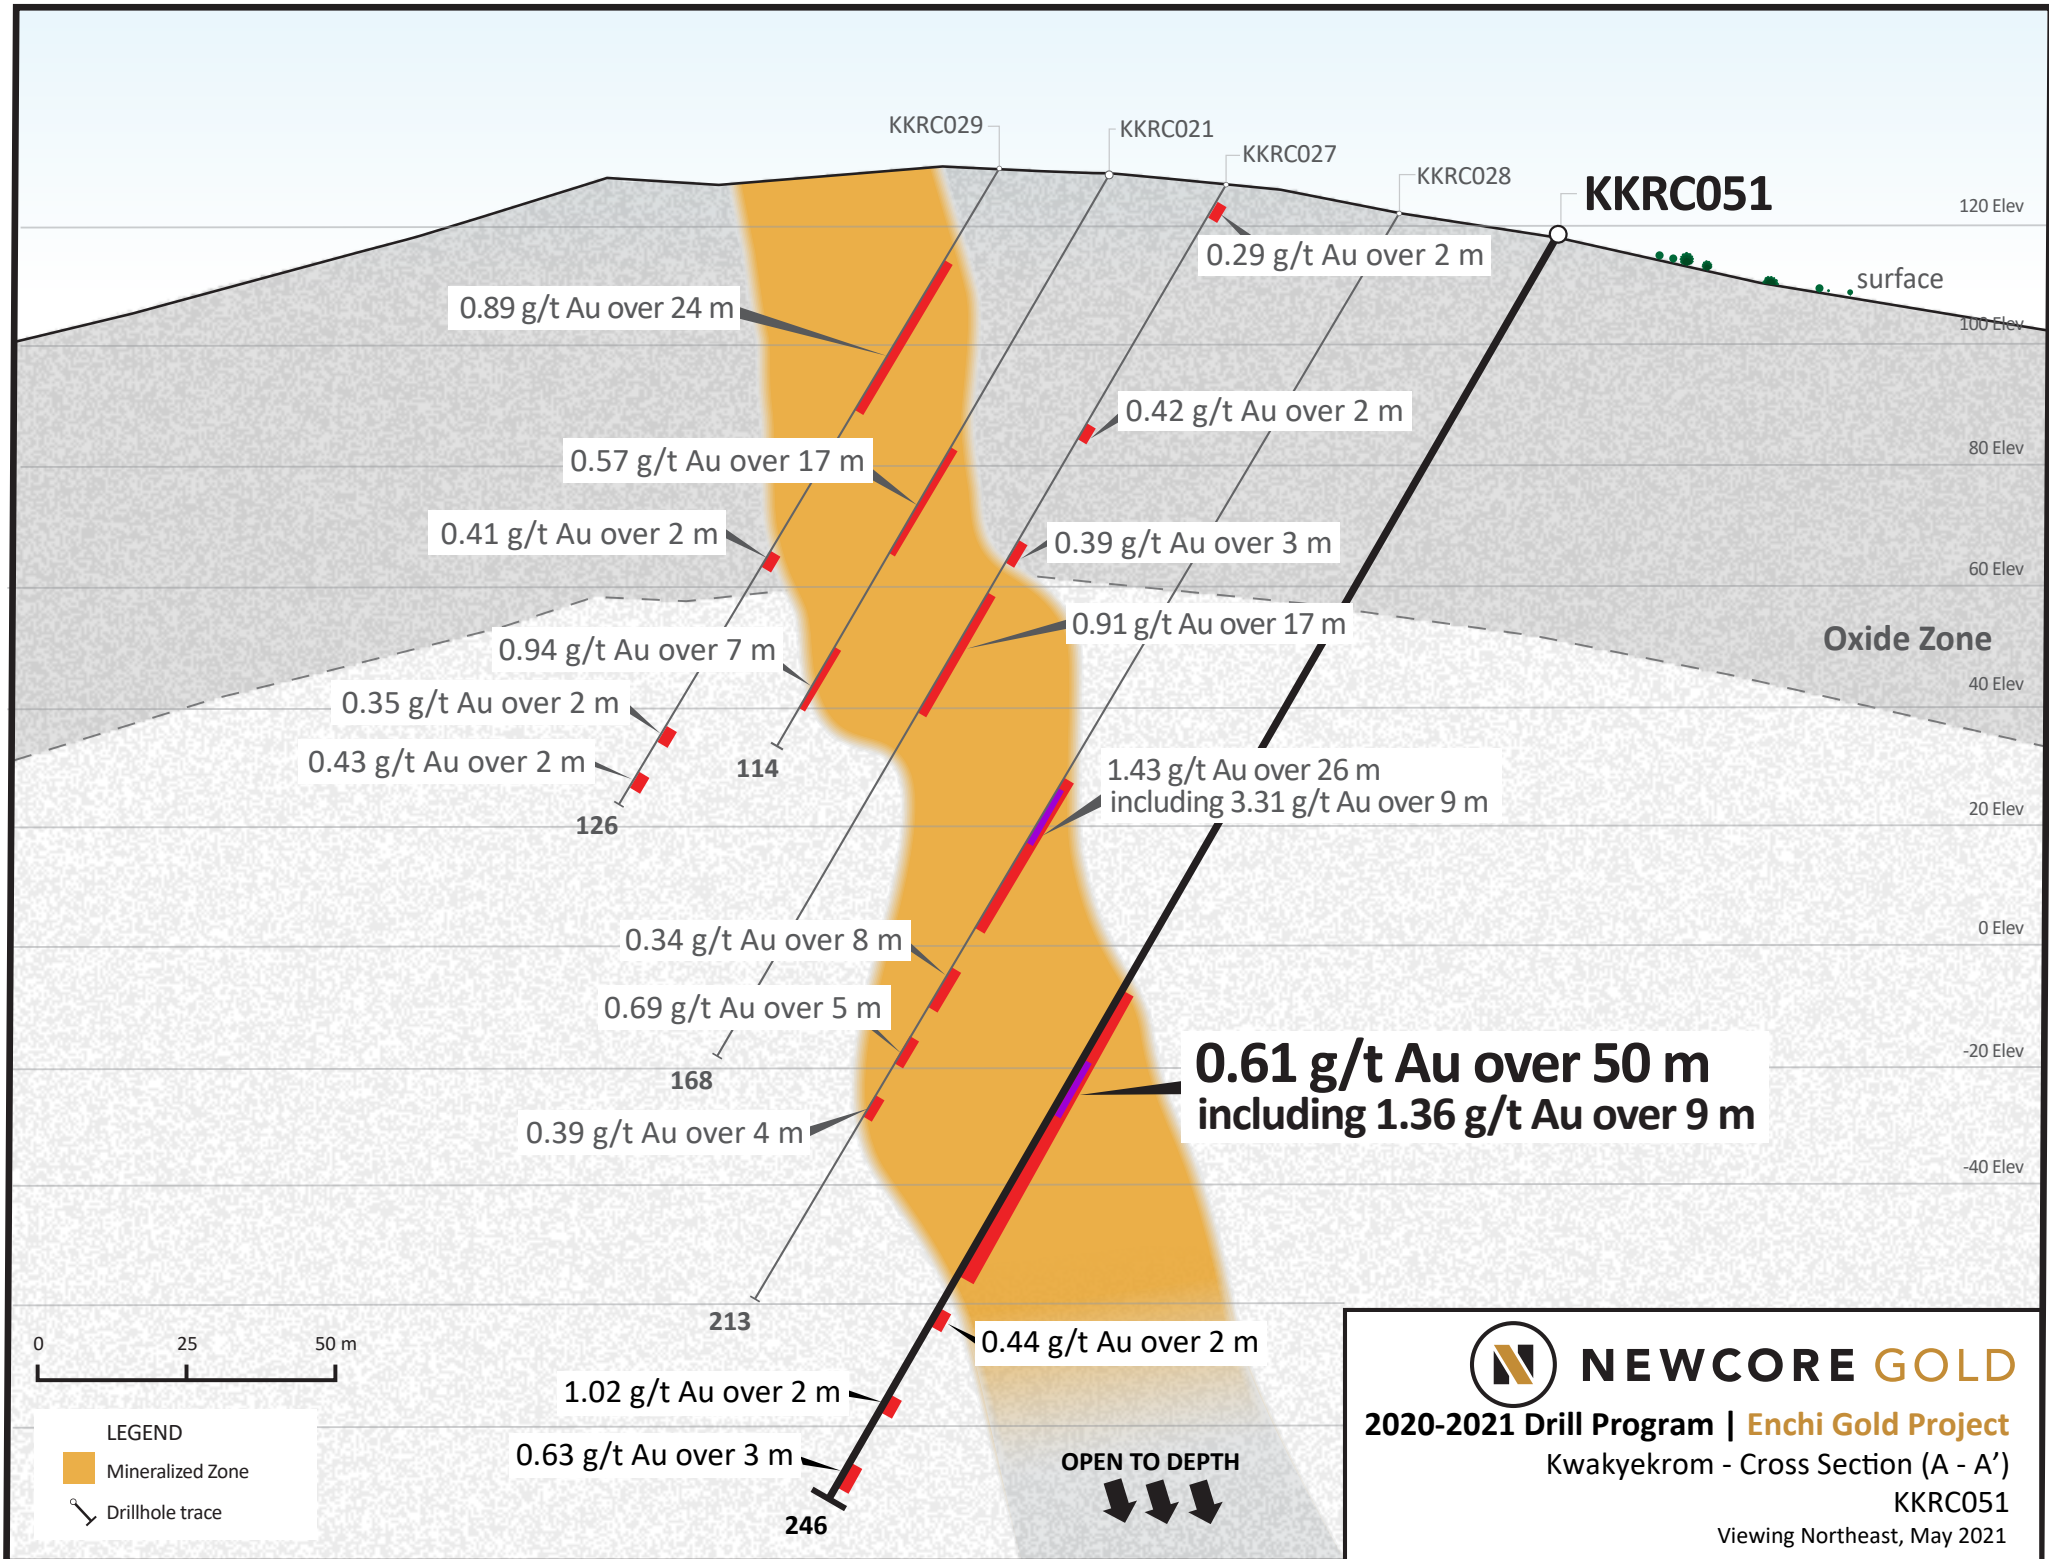 KKRC029
KKRC021
KKRC027
KKRC028
KKRC051
120 Elev
0.29 g/t Au over 2 m
surface
0.89 g/t Au over 24 m
100 Elev
0.42 g/t Au over 2 m
80 Elev
0.57 g/t Au over 17 m
0.41 g/t Au over 2 m
0.39 g/t Au over 3 m
60 Elev
0.91 g/t Au over 17 m
Oxide Zone
0.94 g/t Au over 7 m
40 Elev
0.35 g/t Au over 2 m
0.43 g/t Au over 2 m
114
1.43 g/t Au over 26 m
including 3.31 g/t Au over 9 m
20 Elev
126
0 Elev
0.34 g/t Au over 8 m
0.69 g/t Au over 5 m
-20 Elev
0.61 g/t Au over 50 m
including 1.36 g/t Au over 9 m
168
0.39 g/t Au over 4 m
-40 Elev
213
0.44 g/t Au over 2 m
0 25 50 m
1.02 g/t Au over 2 m
0.63 g/t Au over 3 m
OPEN TO DEPTH
246
LEGEND
Mineralized Zone
Drillhole trace
N NEWCORE GOLD
2020-2021 Drill Program | Enchi Gold Project
Kwakyekrom - Cross Section (A - A’)
KKRC051
Viewing Northeast, May 2021